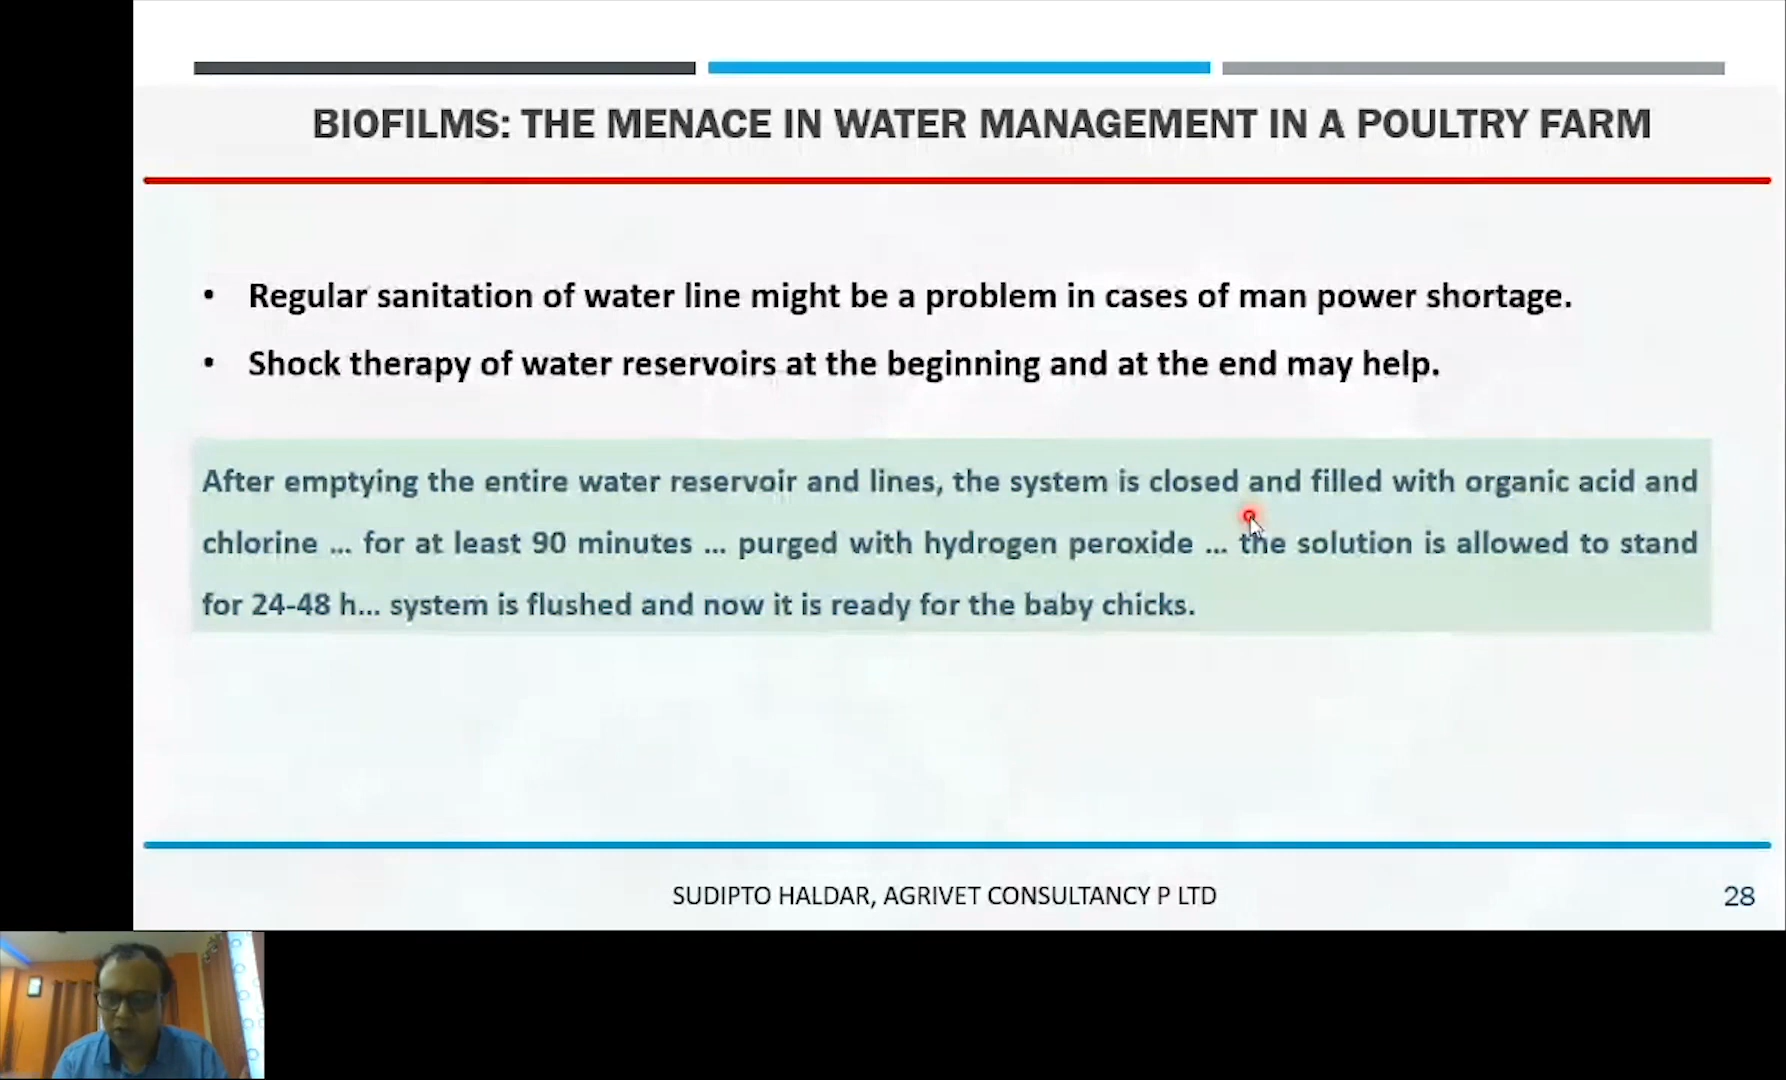 BIOFILMS: THE MENACE IN WATER MANAGEMENT IN A POULTRY FARM
• Regular sanitation of water line might be a problem in cases of man power shortage.
• Shock therapy of water reservoirs at the beginning and at the end may help.
After emptying the entire water reservoir and lines, the system is closed and filled with organic acid and
chlorine ... for at least 90 minutes ... purged with hydrogen peroxide ... the solution is allowed to stand
for 24-48 h... system is flushed and now it is ready for the baby chicks.
SUDIPTO HALDAR, AGRIVET CONSULTANCY P LTD
28